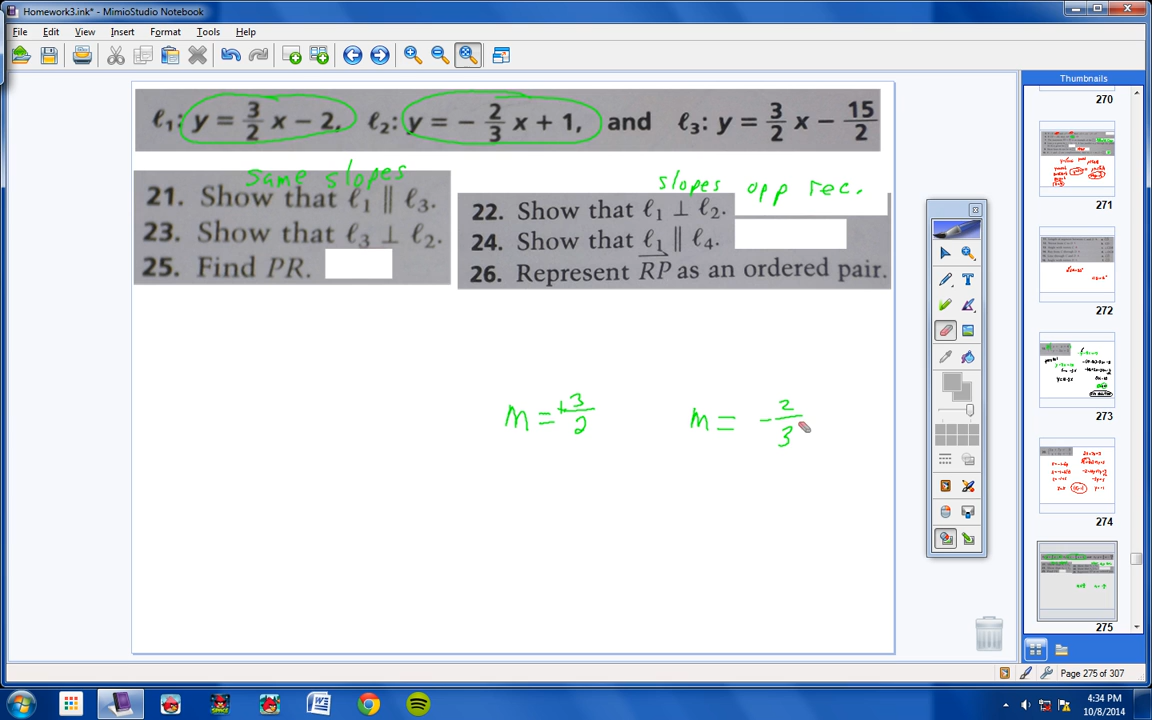 Homework3.ink* - MimioStudio Notebook
File Edit View Insert Format Tools Help
ℓ₁: y = 3/2 x − 2, ℓ₂: y = − 2/3 x + 1, and ℓ₃: y = 3/2 x − 15/2
same slopes
21. Show that ℓ₁ ∥ ℓ₃.
23. Show that ℓ₃ ⊥ ℓ₂.
25. Find PR.
slopes opp rec.
22. Show that ℓ₁ ⊥ ℓ₂.
24. Show that ℓ₁ ∥ ℓ₄.
26. Represent RP as an ordered pair.
m = +3/2 m = -2/3
Thumbnails
270
271
272
273
274
275
Page 275 of 307
4:34 PM
10/8/2014